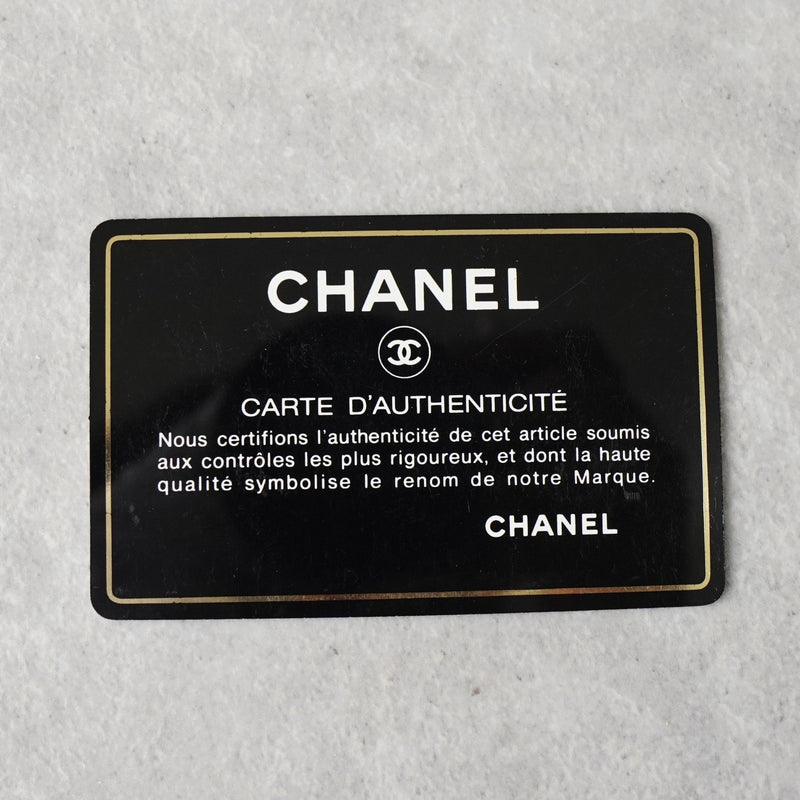 CHANEL
CARTE D'AUTHENTICITÉ
Nous certifions l'authenticité de cet article soumis
aux contrôles les plus rigoureux, et dont la haute
qualité symbolise le renom de notre Marque.
CHANEL